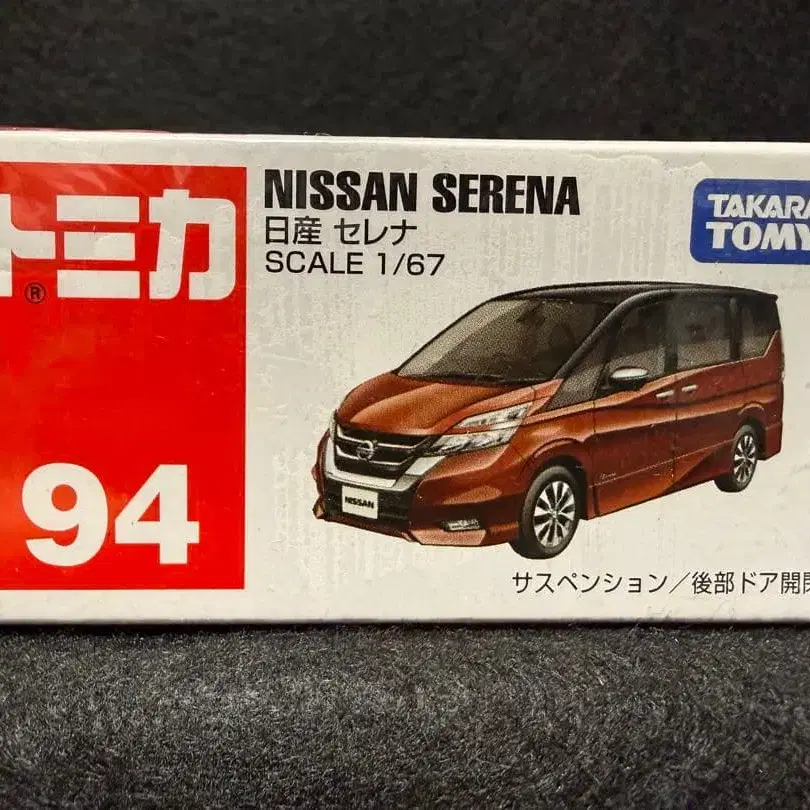 トミカ
®
94
NISSAN SERENA
日産 セレナ
SCALE 1/67
TAKARA
TOMY
NISSAN
サスペンション／後部ドア開閉